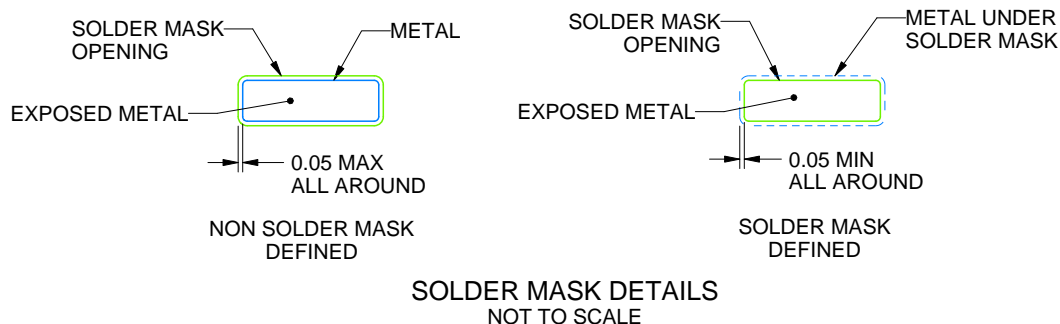 SOLDER MASK
OPENING
METAL
EXPOSED METAL
0.05 MAX
ALL AROUND
NON SOLDER MASK
DEFINED
SOLDER MASK
OPENING
METAL UNDER
SOLDER MASK
EXPOSED METAL
0.05 MIN
ALL AROUND
SOLDER MASK
DEFINED
SOLDER MASK DETAILS
NOT TO SCALE